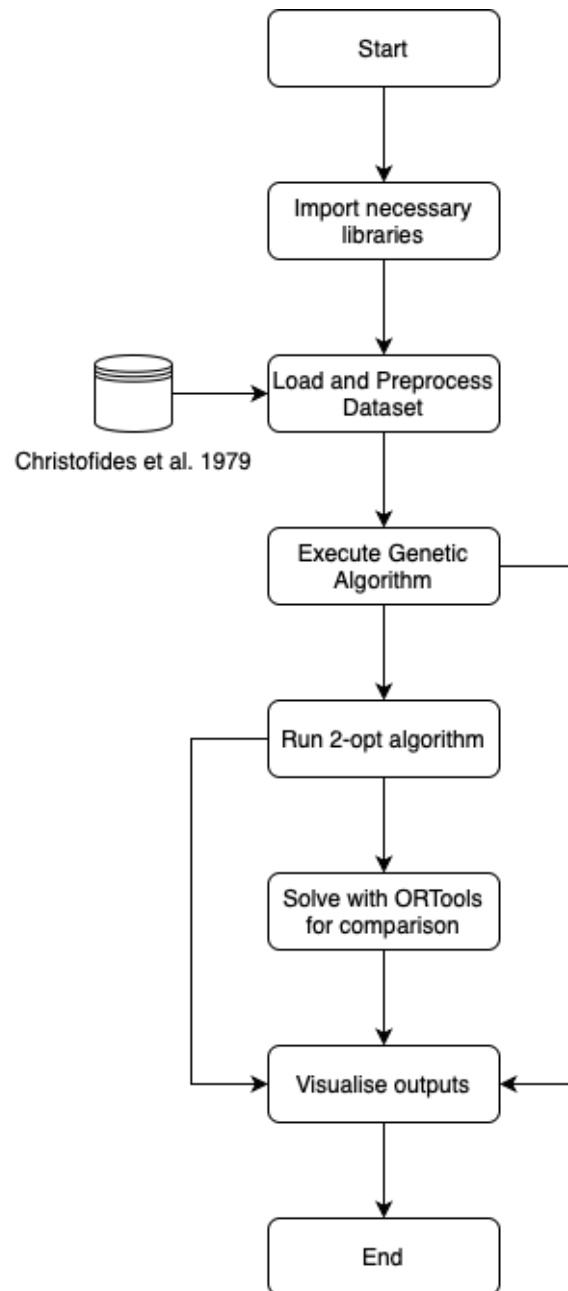 Start
Import necessary
libraries
Load and Preprocess
Dataset
Christofides et al. 1979
Execute Genetic
Algorithm
Run 2-opt algorithm
Solve with ORTools
for comparison
Visualise outputs
End